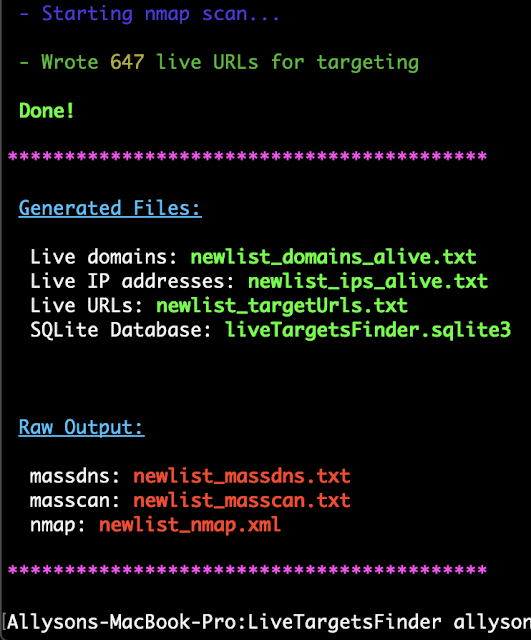 - Starting nmap scan...
- Wrote 647 live URLs for targeting
Done!
******************************************
Generated Files:
Live domains: newlist_domains_alive.txt
Live IP addresses: newlist_ips_alive.txt
Live URLs: newlist_targetUrls.txt
SQLite Database: liveTargetsFinder.sqlite3
Raw Output:
massdns: newlist_massdns.txt
masscan: newlist_masscan.txt
nmap: newlist_nmap.xml
******************************************
[Allysons-MacBook-Pro:LiveTargetsFinder allyson